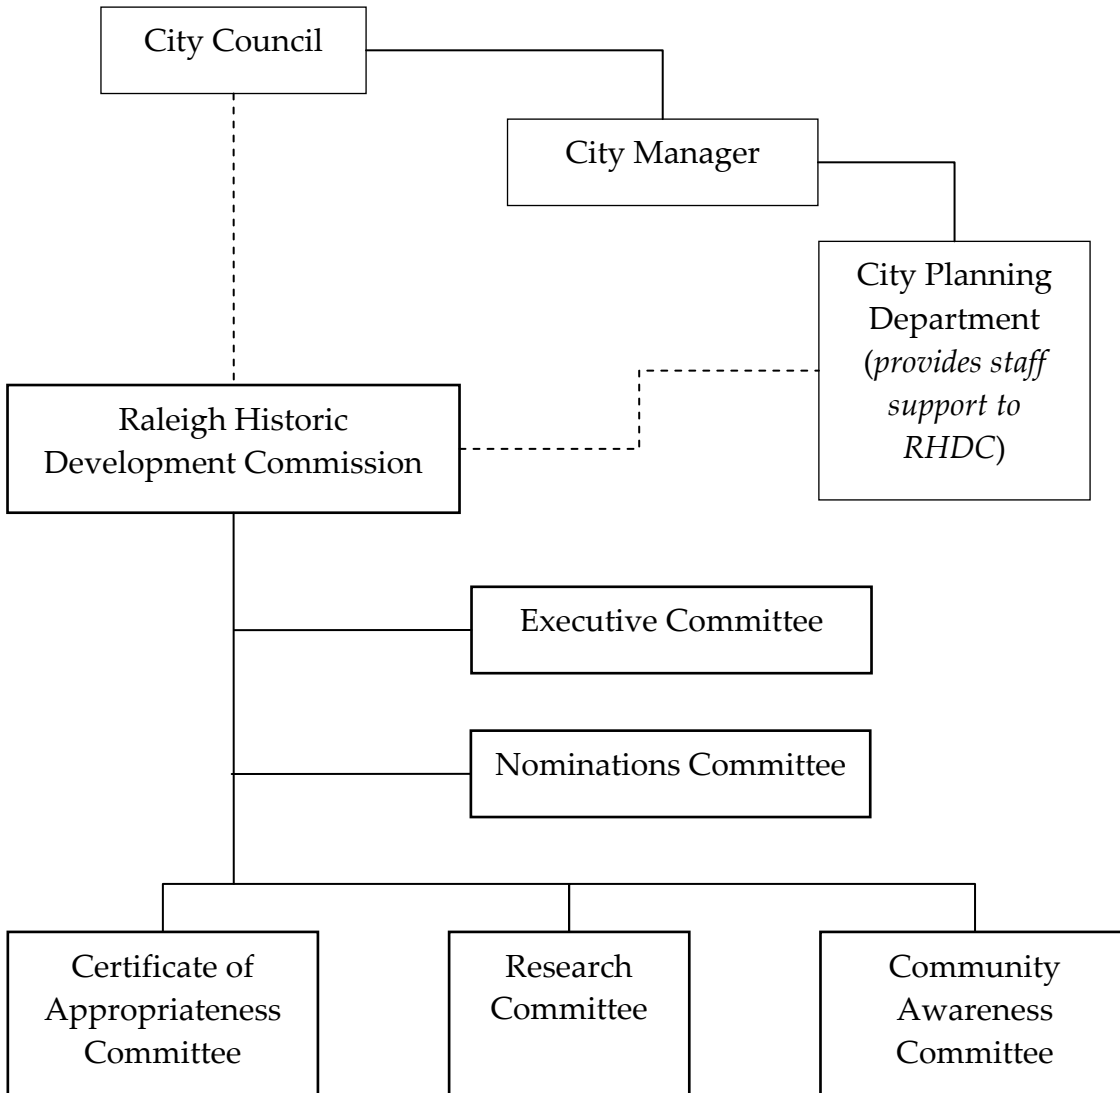 City Council
City Manager
City Planning
Department
(provides staff
support to
RHDC)
Raleigh Historic
Development Commission
Executive Committee
Nominations Committee
Certificate of
Appropriateness
Committee
Research
Committee
Community
Awareness
Committee